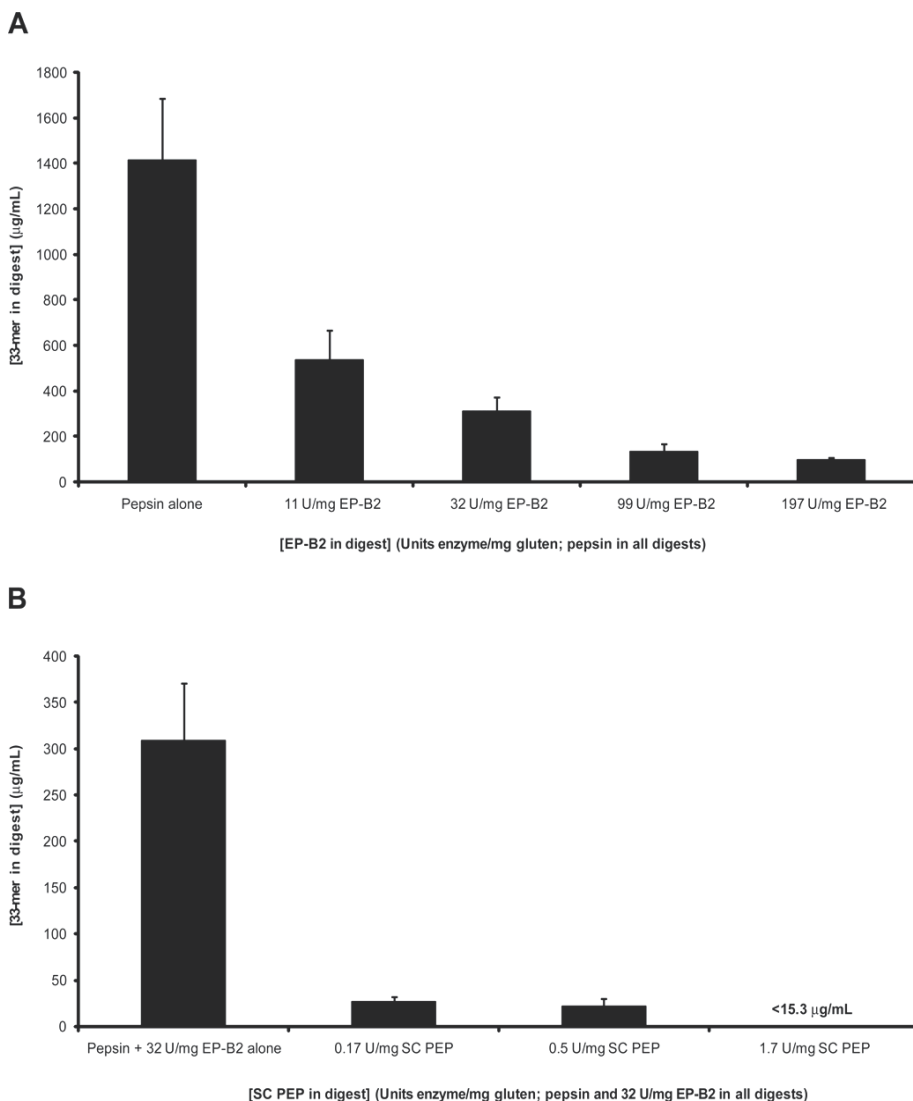 A
1800
1600
1400
1200
1000
800
600
400
200
0
[33-mer in digest] (µg/mL)
Pepsin alone 11 U/mg EP-B2 32 U/mg EP-B2 99 U/mg EP-B2 197 U/mg EP-B2
[EP-B2 in digest] (Units enzyme/mg gluten; pepsin in all digests)
B
400
350
300
250
200
150
100
50
0
[33-mer in digest] (µg/mL)
<15.3 µg/mL
Pepsin + 32 U/mg EP-B2 alone 0.17 U/mg SC PEP 0.5 U/mg SC PEP 1.7 U/mg SC PEP
[SC PEP in digest] (Units enzyme/mg gluten; pepsin and 32 U/mg EP-B2 in all digests)